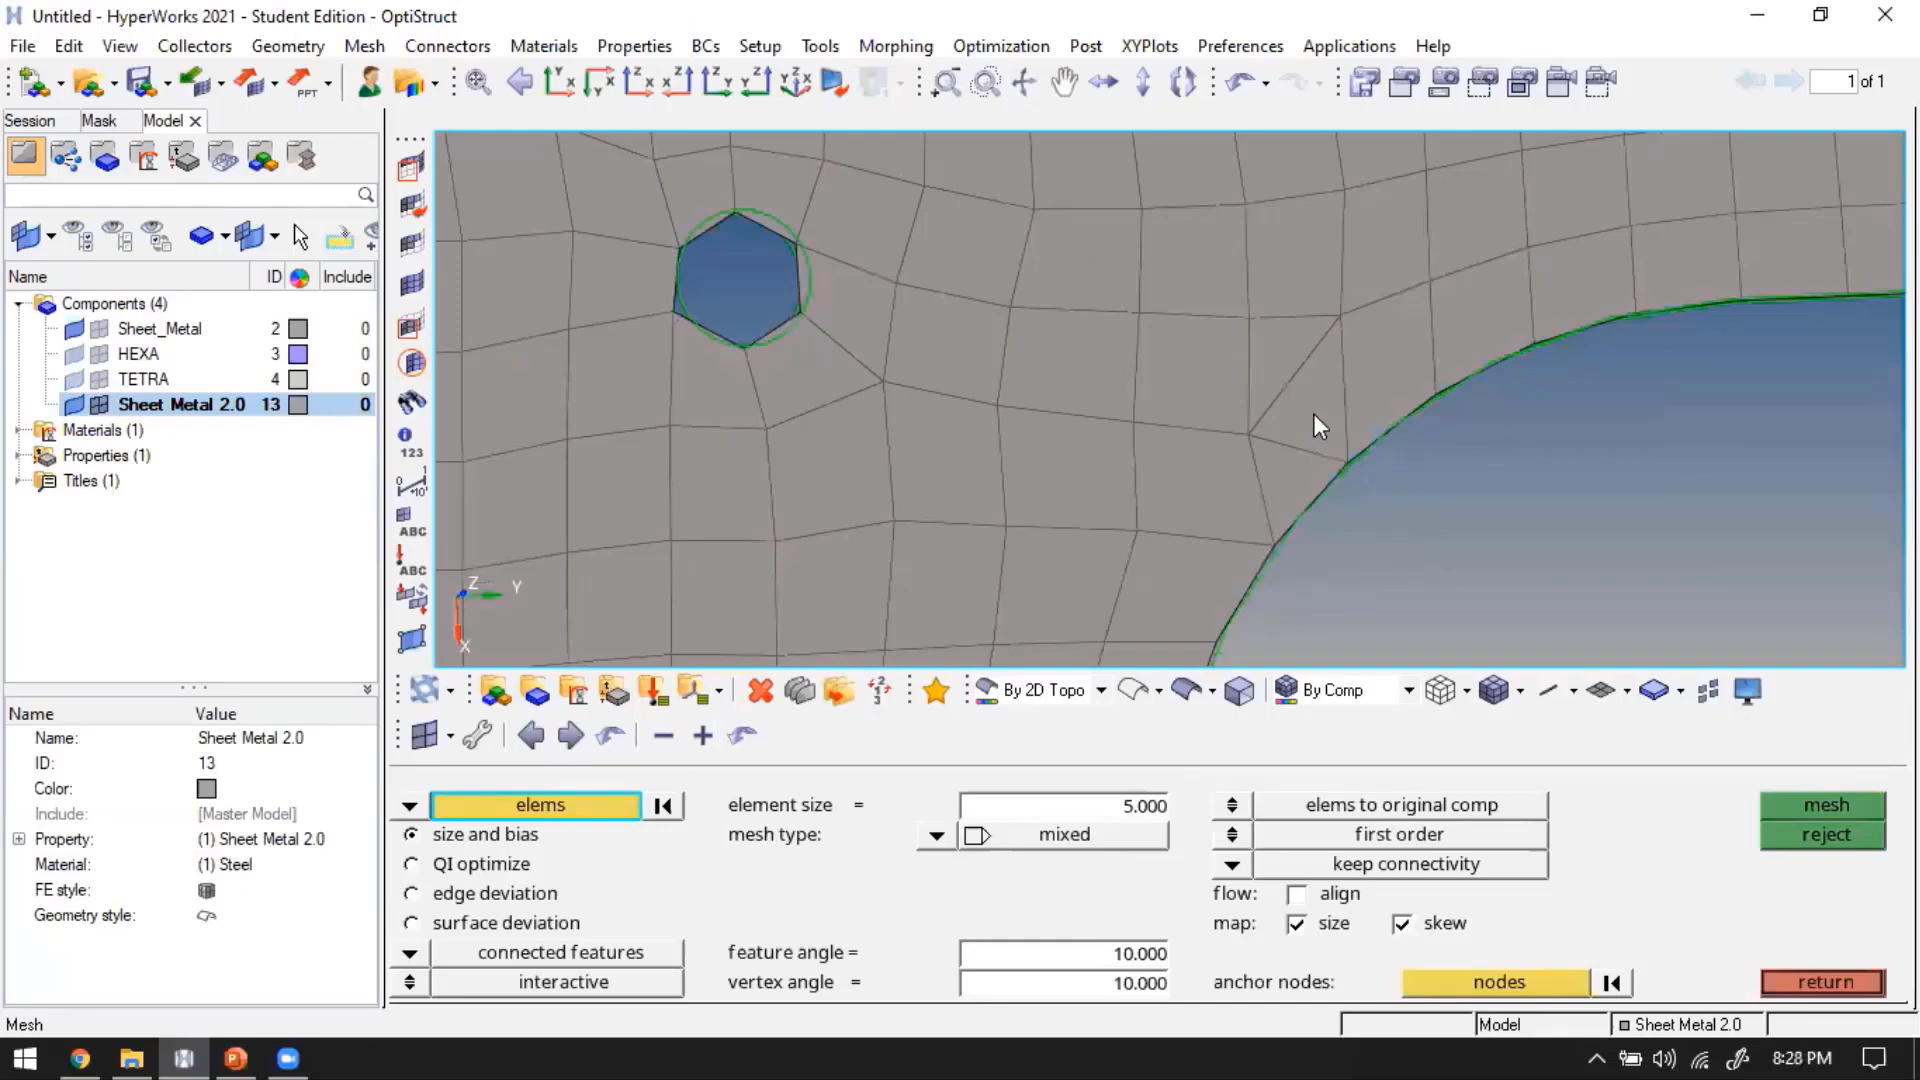 Untitled - HyperWorks 2021 - Student Edition - OptiStruct
File Edit View Collectors Geometry Mesh Connectors Materials Properties BCs Setup Tools Morphing Optimization Post XYPlots Preferences Applications Help
PPT
1 of 1
Session Mask Model
Name ID Include
Components (4)
Sheet_Metal 2 0
HEXA 3 0
TETRA 4 0
Sheet Metal 2.0 13 0
Materials (1)
Properties (1)
Titles (1)
123
ABC
ABC
Z Y
X
By 2D Topo By Comp
Name Value
Name: Sheet Metal 2.0
ID: 13
Color:
Include: [Master Model]
Property: (1) Sheet Metal 2.0
Material: (1) Steel
FE style:
Geometry style:
elems element size = 5.000 elems to original comp mesh
size and bias mesh type: mixed first order reject
QI optimize keep connectivity
edge deviation flow: align
surface deviation map: size skew
connected features feature angle = 10.000
interactive vertex angle = 10.000 anchor nodes: nodes return
Mesh Model Sheet Metal 2.0
8:28 PM